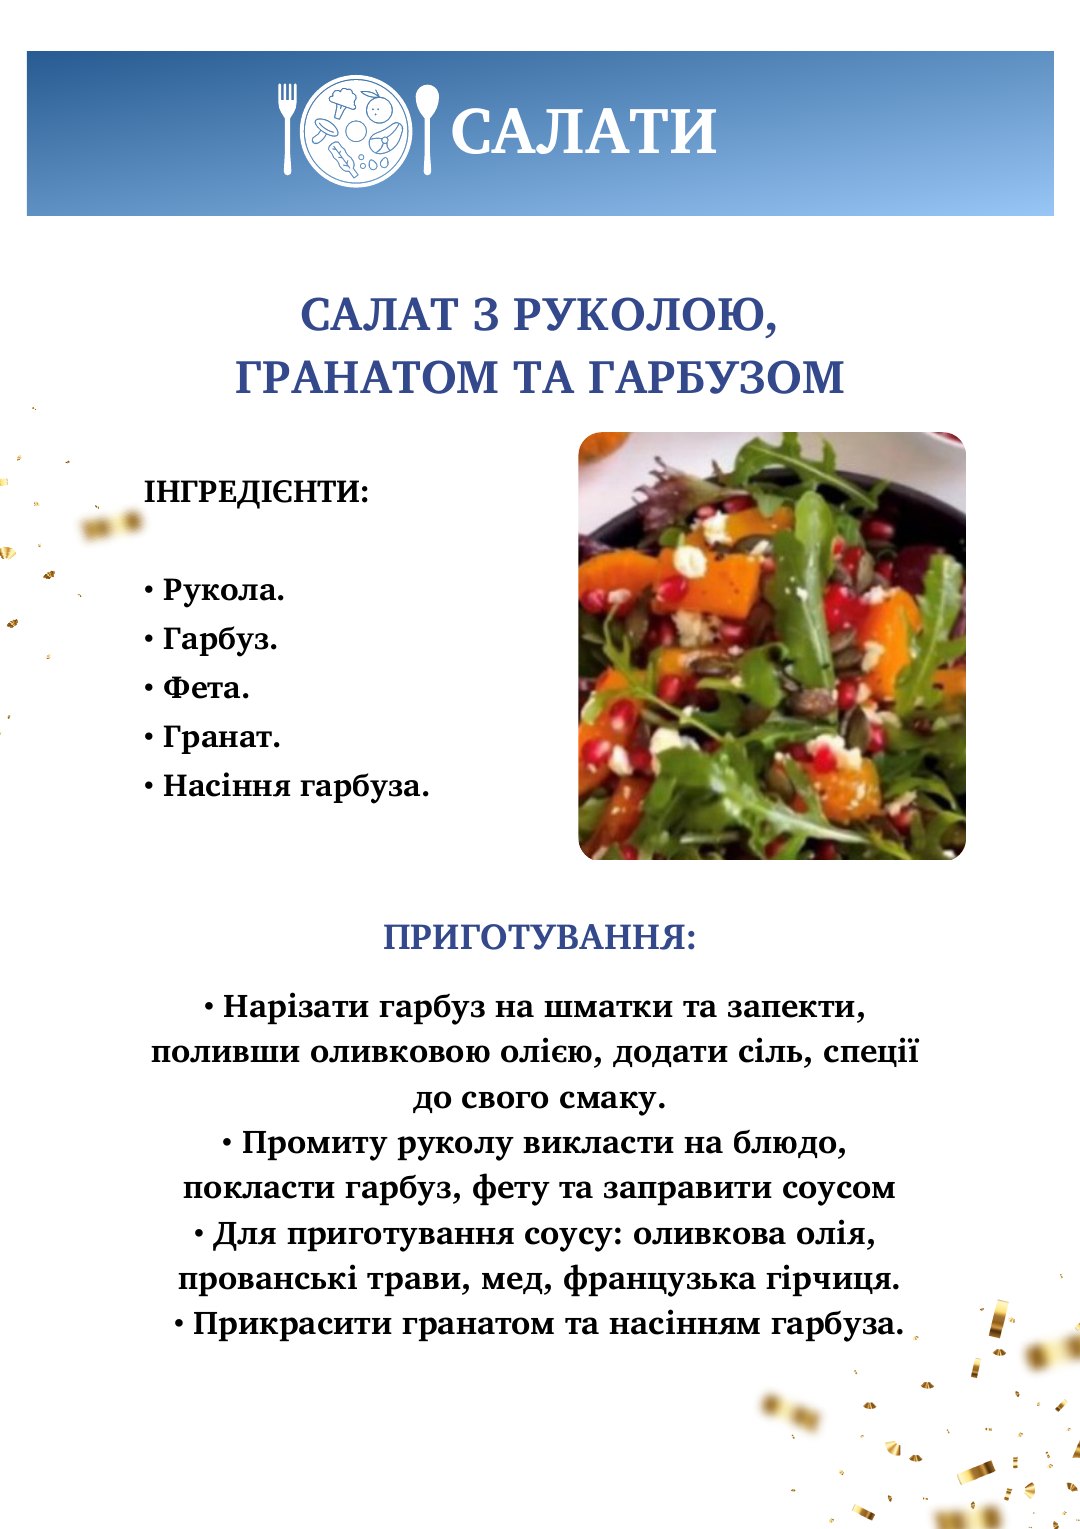 САЛАТИ
САЛАТ З РУКОЛОЮ,
ГРАНАТОМ ТА ГАРБУЗОМ
ІНГРЕДІЄНТИ:
• Рукола.
• Гарбуз.
• Фета.
• Гранат.
• Насіння гарбуза.
ПРИГОТУВАННЯ:
• Нарізати гарбуз на шматки та запекти,
поливши оливковою олією, додати сіль, спеції
до свого смаку.
• Промиту руколу викласти на блюдо,
покласти гарбуз, фету та заправити соусом
• Для приготування соусу: оливкова олія,
прованські трави, мед, французька гірчиця.
• Прикрасити гранатом та насінням гарбуза.